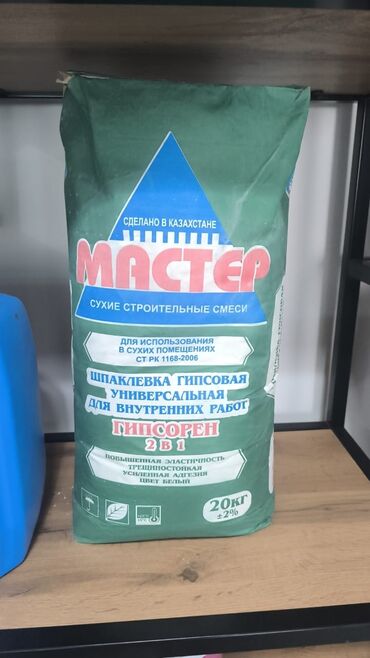 СДЕЛАНО В КАЗАХСТАНЕ
МАСТЕР
СУХИЕ СТРОИТЕЛЬНЫЕ СМЕСИ
ДЛЯ ИСПОЛЬЗОВАНИЯ
В СУХИХ ПОМЕЩЕНИЯХ
СТ РК 1168-2006
ШПАКЛЕВКА ГИПСОВАЯ
УНИВЕРСАЛЬНАЯ
ДЛЯ ВНУТРЕННИХ РАБОТ
ГИПСОРЕН
2 В 1
ПОВЫШЕННАЯ ЭЛАСТИЧНОСТЬ
ТРЕЩИНОСТОЙКАЯ
УСИЛЕННАЯ АДГЕЗИЯ
ЦВЕТ БЕЛЫЙ
20КГ
±2%